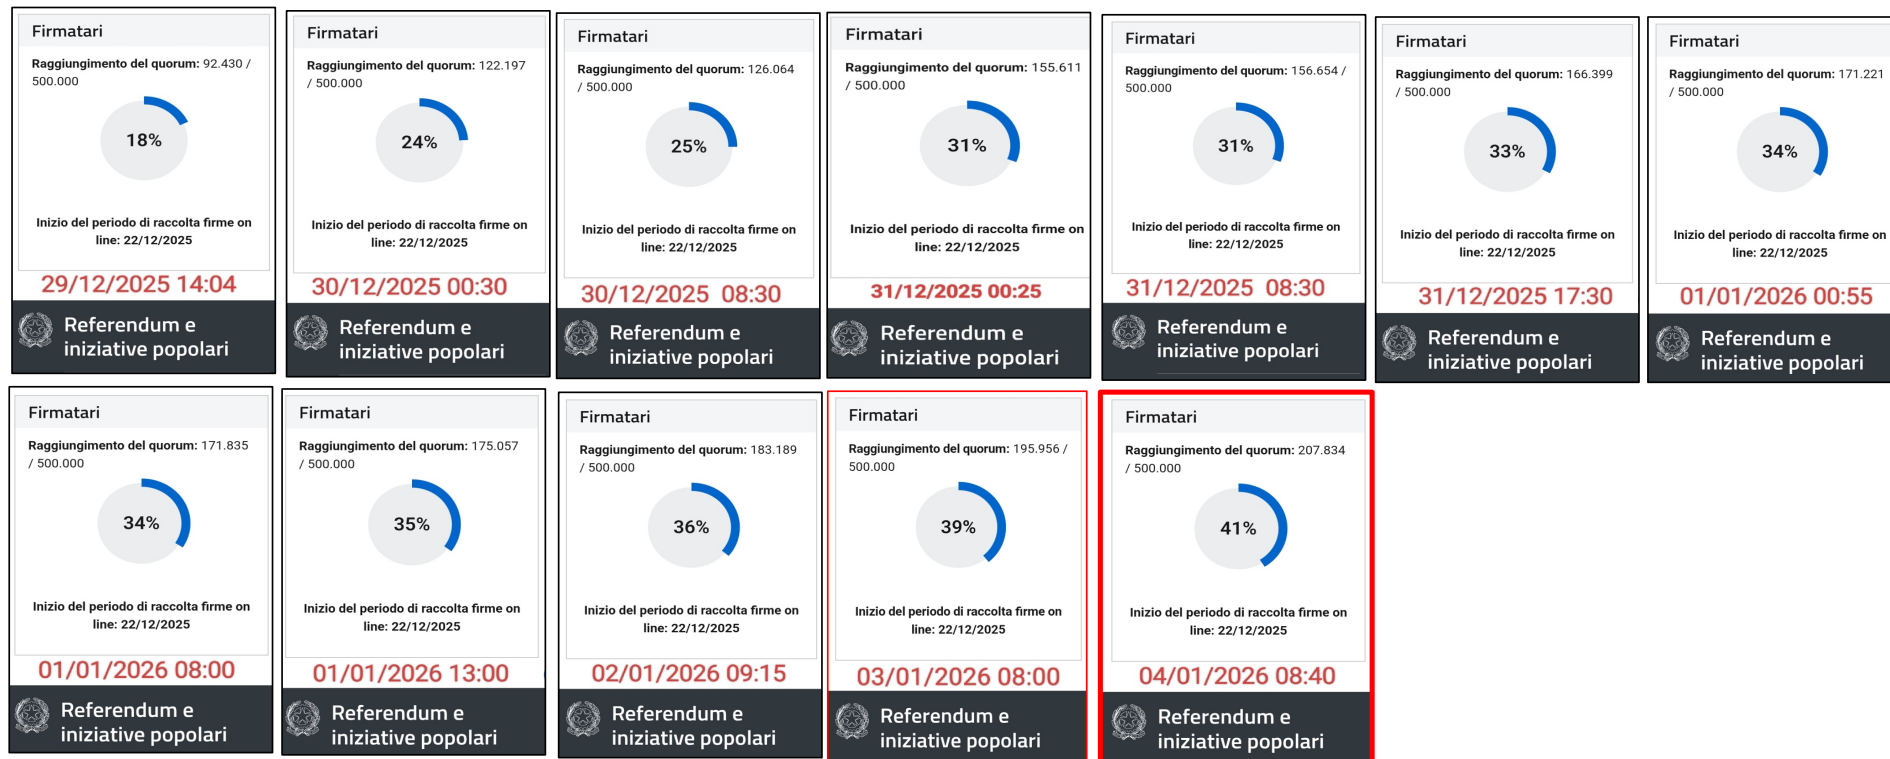 Firmatari
Raggiungimento del quorum: 92.430 /
500.000
18%
Inizio del periodo di raccolta firme on
line: 22/12/2025
29/12/2025 14:04
Referendum e
iniziative popolari
Firmatari
Raggiungimento del quorum: 122.197
/ 500.000
24%
Inizio del periodo di raccolta firme on
line: 22/12/2025
30/12/2025 00:30
Referendum e
iniziative popolari
Firmatari
Raggiungimento del quorum: 126.064
/ 500.000
25%
Inizio del periodo di raccolta firme on
line: 22/12/2025
30/12/2025 08:30
Referendum e
iniziative popolari
Firmatari
Raggiungimento del quorum: 155.611
/ 500.000
31%
Inizio del periodo di raccolta firme on
line: 22/12/2025
31/12/2025 00:25
Referendum e
iniziative popolari
Firmatari
Raggiungimento del quorum: 156.654 /
500.000
31%
Inizio del periodo di raccolta firme on
line: 22/12/2025
31/12/2025 08:30
Referendum e
iniziative popolari
Firmatari
Raggiungimento del quorum: 166.399
/ 500.000
33%
Inizio del periodo di raccolta firme on
line: 22/12/2025
31/12/2025 17:30
Referendum e
iniziative popolari
Firmatari
Raggiungimento del quorum: 171.221
/ 500.000
34%
Inizio del periodo di raccolta firme on
line: 22/12/2025
01/01/2026 00:55
Referendum e
iniziative popolari
Firmatari
Raggiungimento del quorum: 171.835
/ 500.000
34%
Inizio del periodo di raccolta firme on
line: 22/12/2025
01/01/2026 08:00
Referendum e
iniziative popolari
Firmatari
Raggiungimento del quorum: 175.057
/ 500.000
35%
Inizio del periodo di raccolta firme on
line: 22/12/2025
01/01/2026 13:00
Referendum e
iniziative popolari
Firmatari
Raggiungimento del quorum: 183.189
/ 500.000
36%
Inizio del periodo di raccolta firme on
line: 22/12/2025
02/01/2026 09:15
Referendum e
iniziative popolari
Firmatari
Raggiungimento del quorum: 195.956 /
500.000
39%
Inizio del periodo di raccolta firme on
line: 22/12/2025
03/01/2026 08:00
Referendum e
iniziative popolari
Firmatari
Raggiungimento del quorum: 207.834
/ 500.000
41%
Inizio del periodo di raccolta firme on
line: 22/12/2025
04/01/2026 08:40
Referendum e
iniziative popolari